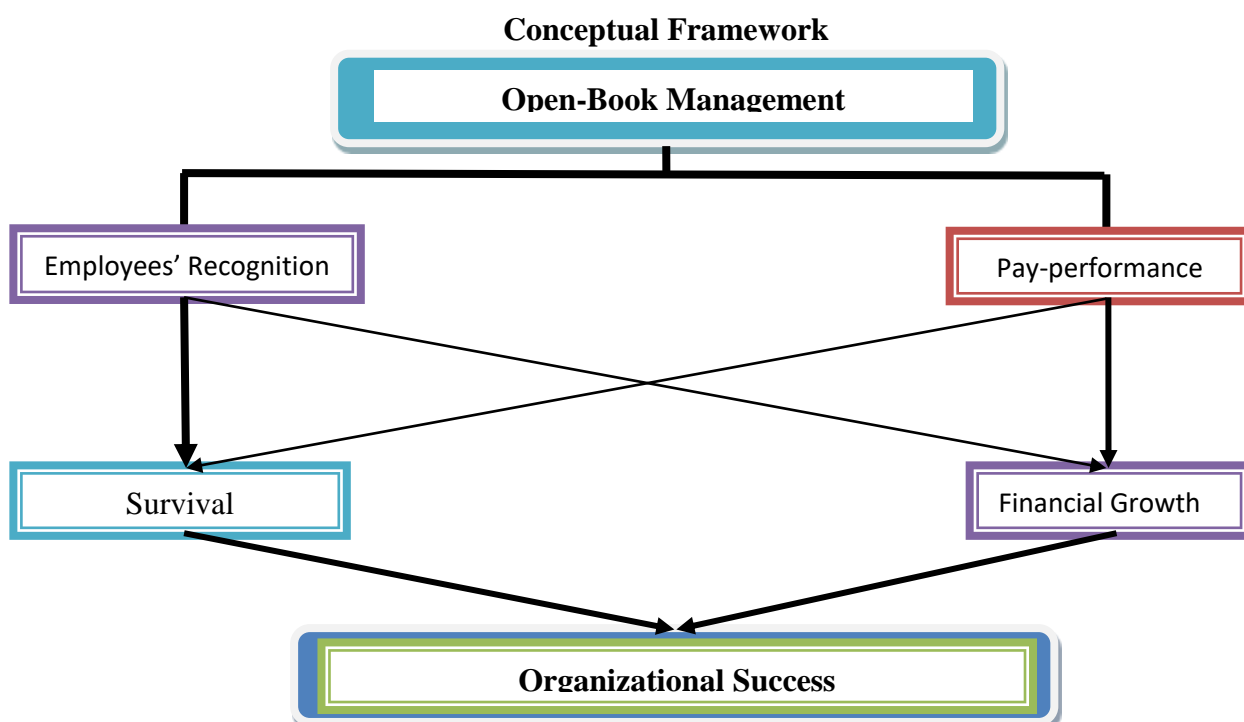 Conceptual Framework
Open-Book Management
Employees’ Recognition
Pay-performance
Survival
Financial Growth
Organizational Success